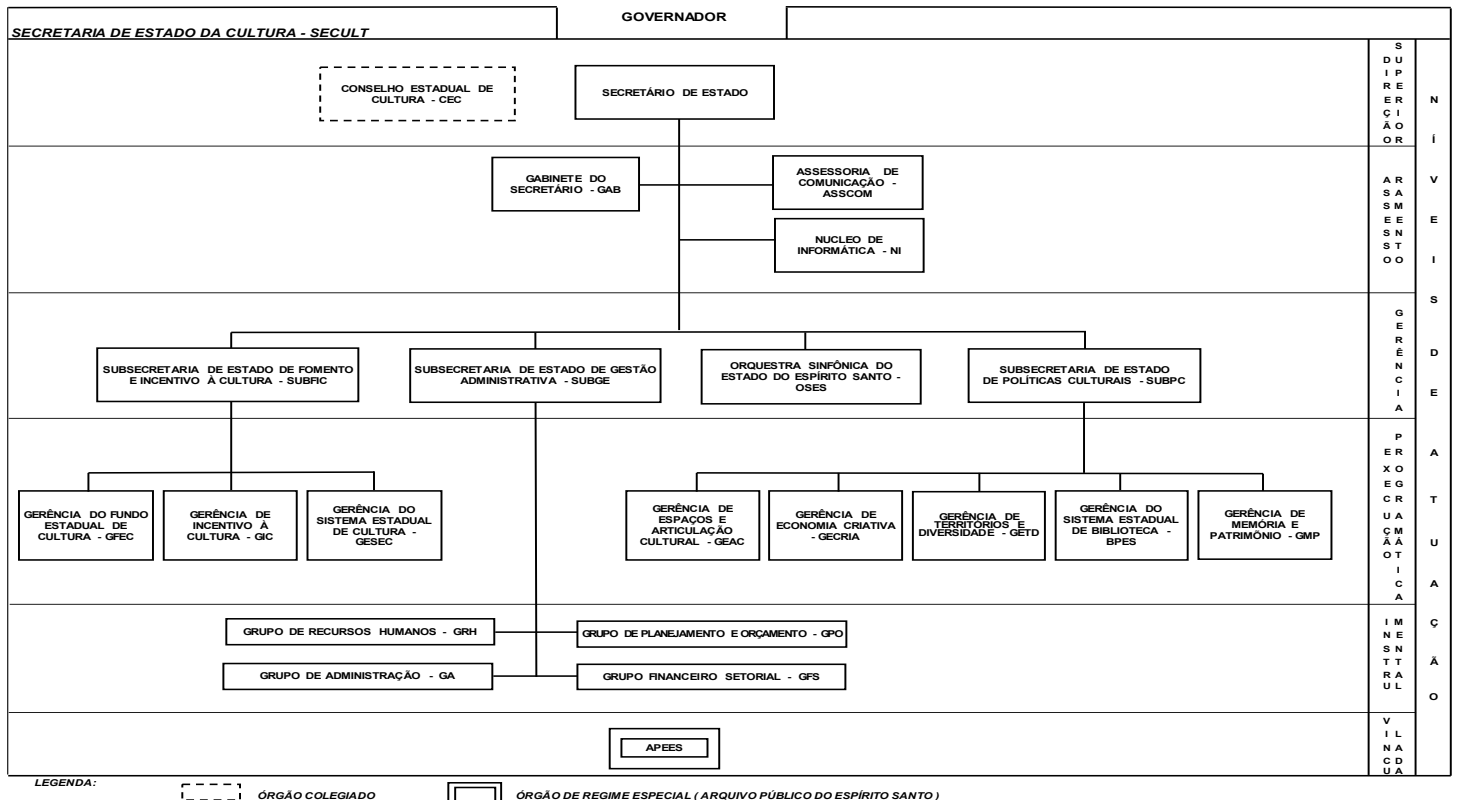 GOVERNADOR
SECRETARIA DE ESTADO DA CULTURA - SECULT
CONSELHO ESTADUAL DE
CULTURA - CEC
SECRETÁRIO DE ESTADO
DIREÇÃO
SUPERIOR
GABINETE DO
SECRETÁRIO - GAB
ASSESSORIA DE
COMUNICAÇÃO -
ASSCOM
NUCLEO DE
INFORMÁTICA - NI
ASSESSO
RAMENTO
SUBSECRETARIA DE ESTADO DE FOMENTO
E INCENTIVO À CULTURA - SUBFIC
SUBSECRETARIA DE ESTADO DE GESTÃO
ADMINISTRATIVA - SUBGE
ORQUESTRA SINFÔNICA DO
ESTADO DO ESPÍRITO SANTO -
OSES
SUBSECRETARIA DE ESTADO
DE POLÍTICAS CULTURAIS - SUBPC
GERÊNCIA
GERÊNCIA DO FUNDO
ESTADUAL DE
CULTURA - GFEC
GERÊNCIA DE
INCENTIVO À
CULTURA - GIC
GERÊNCIA DO
SISTEMA ESTADUAL
DE CULTURA -
GESEC
GERÊNCIA DE
ESPAÇOS E
ARTICULAÇÃO
CULTURAL - GEAC
GERÊNCIA DE
ECONOMIA CRIATIVA
- GECRIA
GERÊNCIA DE
TERRITÓRIOS E
DIVERSIDADE - GETD
GERÊNCIA DO
SISTEMA ESTADUAL
DE BIBLIOTECA -
BPES
GERÊNCIA DE
MEMÓRIA E
PATRIMÔNIO - GMP
EXECUÇÃO
PROGRAMÁTICA
GRUPO DE RECURSOS HUMANOS - GRH
GRUPO DE PLANEJAMENTO E ORÇAMENTO - GPO
GRUPO DE ADMINISTRAÇÃO - GA
GRUPO FINANCEIRO SETORIAL - GFS
INSTRU
MENTAL
APEES
VINCU
LADA
NÍVEIS DE ATUAÇÃO
LEGENDA:
ÓRGÃO COLEGIADO
ÓRGÃO DE REGIME ESPECIAL ( ARQUIVO PÚBLICO DO ESPÍRITO SANTO )